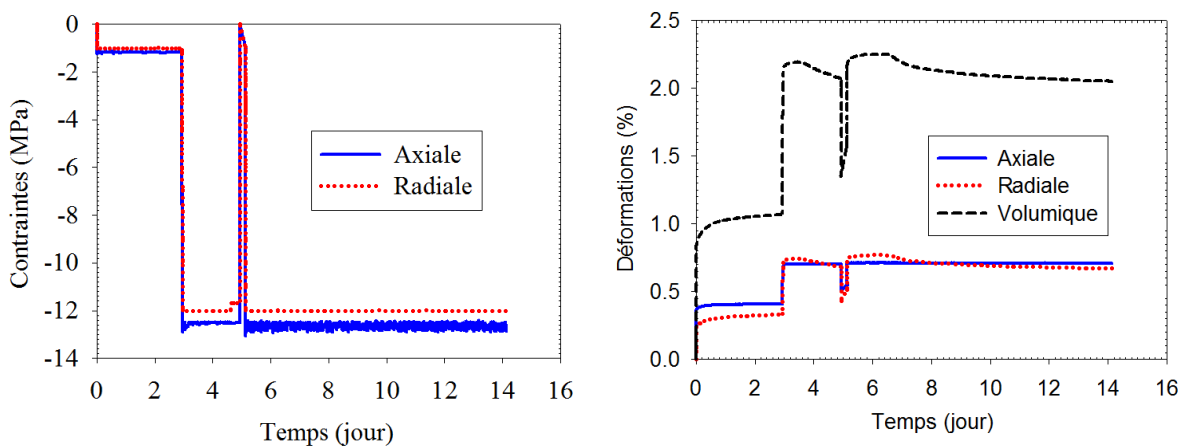 0
-2
-4
-6
-8
-10
-12
-14
Contraintes (MPa)
Axiale
Radiale
0 2 4 6 8 10 12 14 16
Temps (jour)
2.5
2.0
1.5
1.0
0.5
0.0
Déformations (%)
Axiale
Radiale
Volumique
0 2 4 6 8 10 12 14 16
Temps (jour)